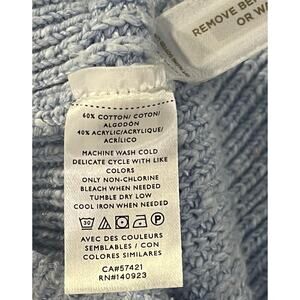 REMOVE BE
OR WA
60% COTTON/ COTON/
ALGODÓN
40% ACRYLIC/ACRYLIQUE/
ACRÍLICO
MACHINE WASH COLD
DELICATE CYCLE WITH LIKE
COLORS
ONLY NON-CHLORINE
BLEACH WHEN NEEDED
TUMBLE DRY LOW
COOL IRON WHEN NEEDED
30
AVEC DES COULEURS
SEMBLABLES / CON
COLORES SIMILARES
CA#57421
RN#140923